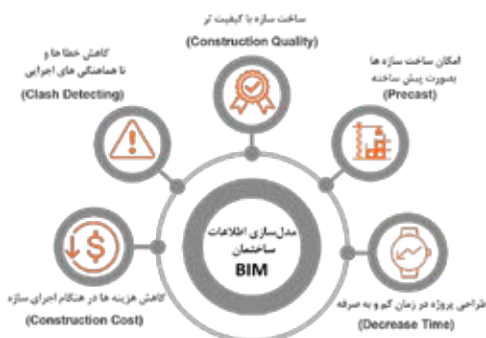 ساخت سازه با کیفیت تر
(Construction Quality)
کاهش خطاها و
نا هماهنگی های اجرایی
(Clash Detecting)
امکان ساخت سازه ها
بصورت پیش ساخته
(Precast)
مدل‌سازی اطلاعات
ساختمان
BIM
کاهش هزینه ها در هنگام اجرای سازه
(Construction Cost)
طراحی پروژه در زمان کم و به صرفه
(Decrease Time)